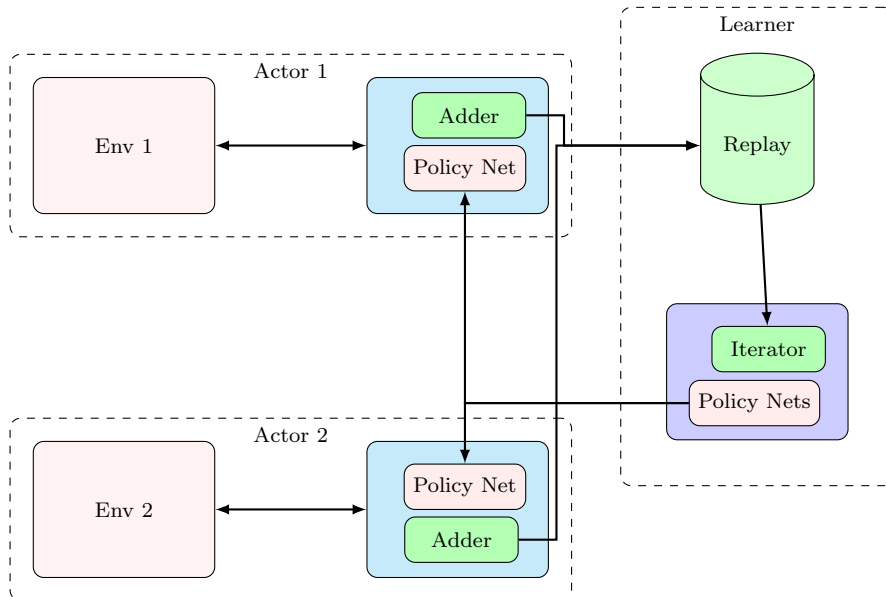 Learner
Actor 1
Env 1
Adder
Policy Net
Replay
Iterator
Policy Nets
Actor 2
Env 2
Policy Net
Adder